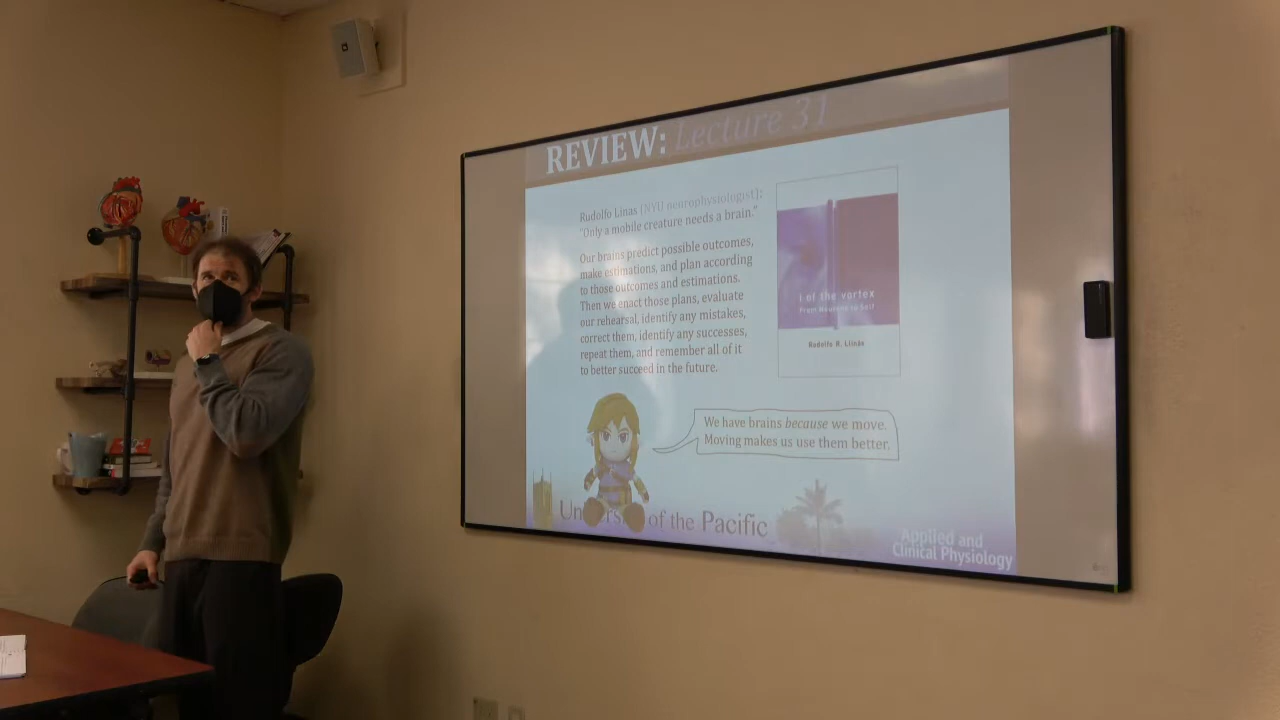 REVIEW: Lecture 31
Rudolfo Linas (NYU neurophysiologist):
"Only a mobile creature needs a brain."
Our brains predict possible outcomes,
make estimations, and plan according
to those outcomes and estimations.
Then we enact those plans, evaluate
our rehearsal, identify any mistakes,
correct them, identify any successes,
repeat them, and remember all of it
to better succeed in the future.
i of the vortex
From Neurons to Self
Rodolfo R. Llinás
We have brains because we move.
Moving makes us use them better.
University of the Pacific
Applied and
Clinical Physiology